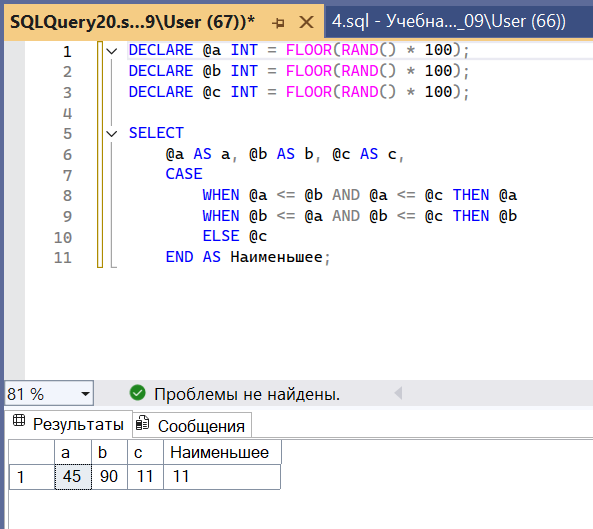 SQLQuery20.s...9\User (67))* 4.sql - Учебна..._09\User (66))
1 DECLARE @a INT = FLOOR(RAND() * 100);
2 DECLARE @b INT = FLOOR(RAND() * 100);
3 DECLARE @c INT = FLOOR(RAND() * 100);
4
5 SELECT
6 @a AS a, @b AS b, @c AS c,
7 CASE
8 WHEN @a <= @b AND @a <= @c THEN @a
9 WHEN @b <= @a AND @b <= @c THEN @b
10 ELSE @c
11 END AS Наименьшее;
81 % Проблемы не найдены.
Результаты Сообщения
a b c Наименьшее
1 45 90 11 11